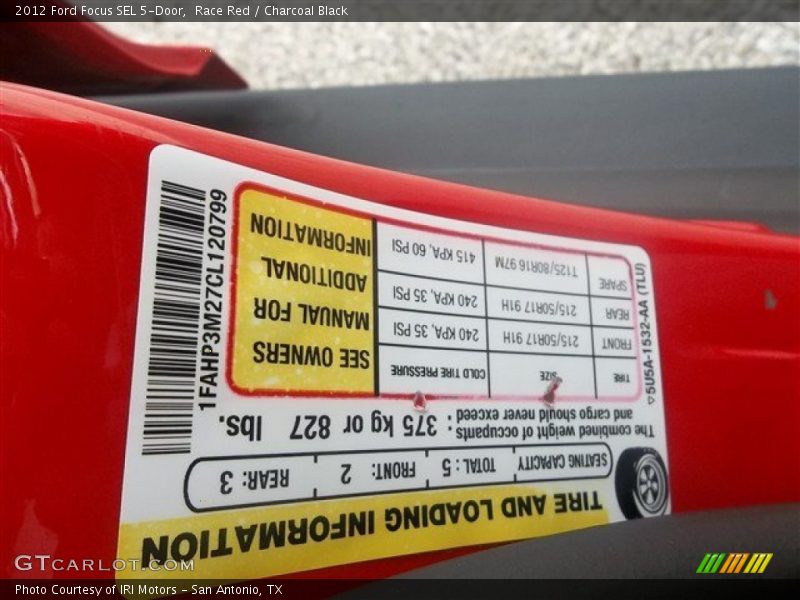 2012 Ford Focus SEL 5-Door,  Race Red / Charcoal Black
TIRE AND LOADING INFORMATION
SEATING CAPACITY TOTAL: 5 FRONT: 2 REAR: 3
The combined weight of occupants
and cargo should never exceed : 375 kg or 827 lbs.
TIRE SIZE COLD TIRE PRESSURE
FRONT 215/50R17 91H 240 KPA, 35 PSI
REAR 215/50R17 91H 240 KPA, 35 PSI
SPARE T125/80R16 97M 415 KPA, 60 PSI
SEE OWNERS
MANUAL FOR
ADDITIONAL
INFORMATION
5U5A-1532-AA (TLU)
1FAHP3M27CL120799
GTCARLOT.COM
Photo Courtesy of IRI Motors - San Antonio, TX